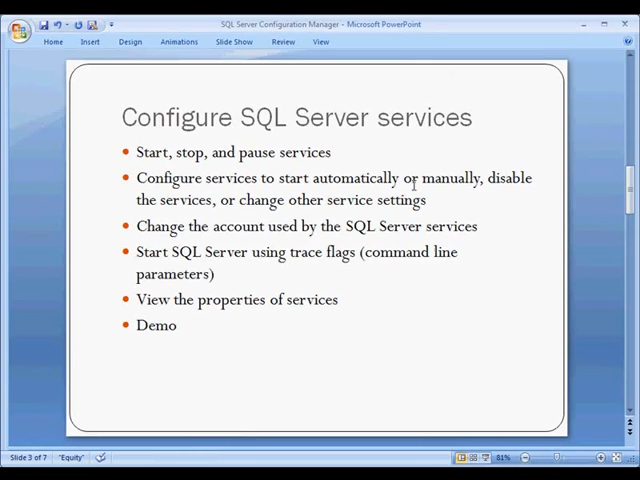 SQL Server Configuration Manager - Microsoft PowerPoint
Home Insert Design Animations Slide Show Review View
Configure SQL Server services
• Start, stop, and pause services
• Configure services to start automatically or manually, disable
the services, or change other service settings
• Change the account used by the SQL Server services
• Start SQL Server using trace flags (command line
parameters)
• View the properties of services
• Demo
Slide 3 of 7 "Equity" 81%